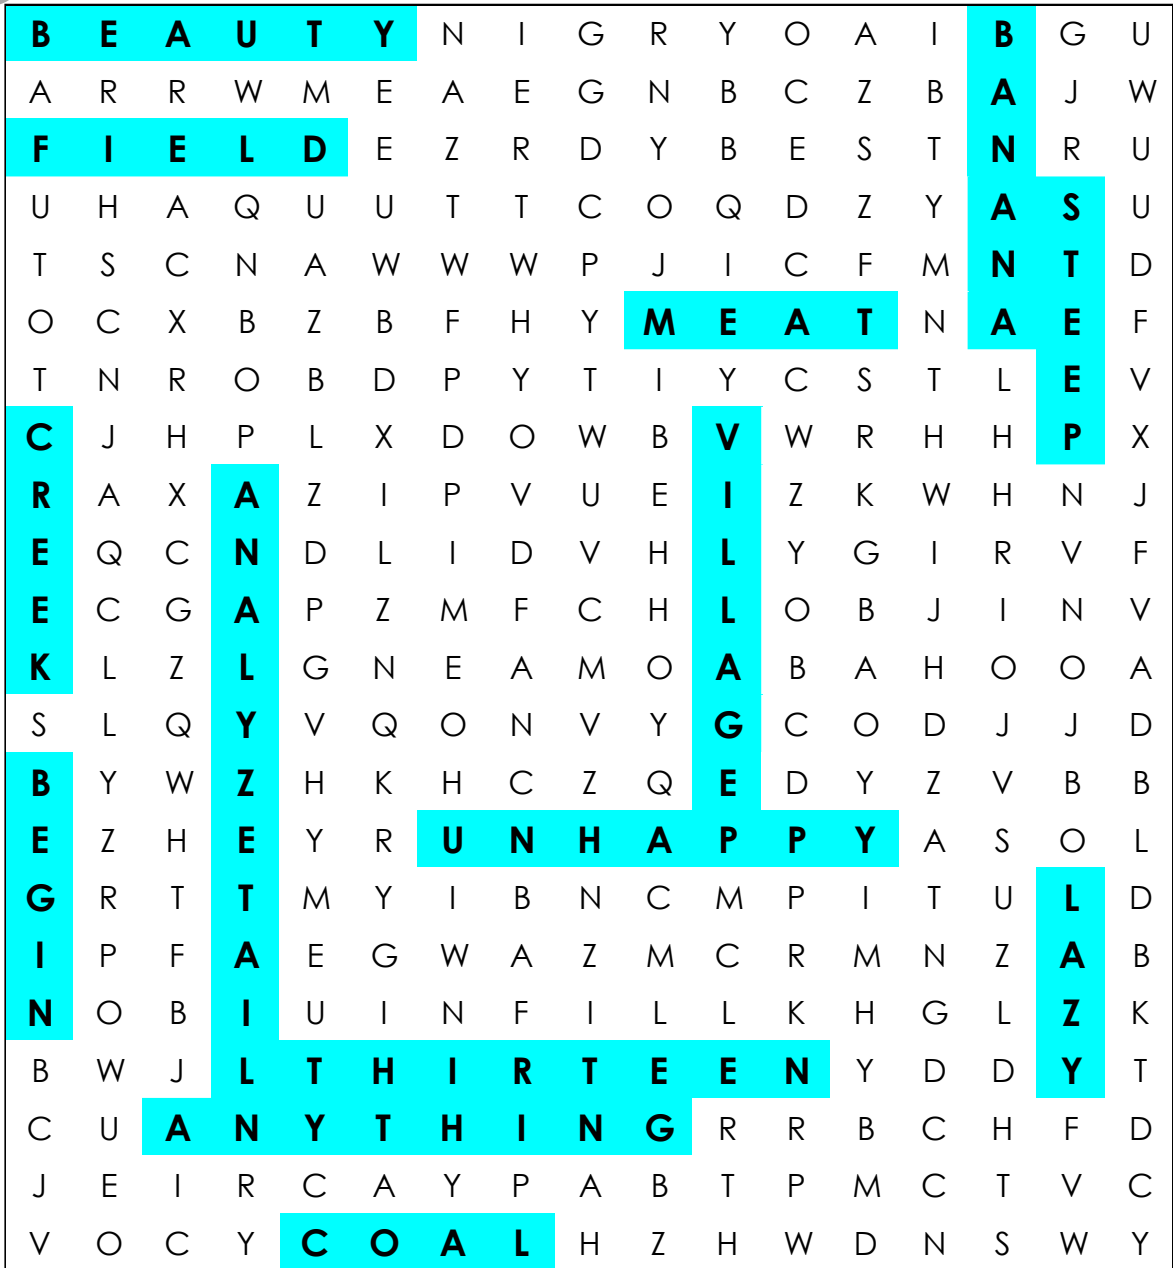 B E A U T Y N I G R Y O A I B G U
A R R W M E A E G N B C Z B A J W
F I E L D E Z R D Y B E S T N R U
U H A Q U U T T C O Q D Z Y A S U
T S C N A W W W P J I C F M N T D
O C X B Z B F H Y M E A T N A E F
T N R O B D P Y T I Y C S T L E V
C J H P L X D O W B V W R H H P X
R A X A Z I P V U E I Z K W H N J
E Q C N D L I D V H L Y G I R V F
E C G A P Z M F C H L O B J I N V
K L Z L G N E A M O A B A H O O A
S L Q Y V Q O N V Y G C O D J J D
B Y W Z H K H C Z Q E D Y Z V B B
E Z H E Y R U N H A P P Y A S O L
G R T T M Y I B N C M P I T U L D
I P F A E G W A Z M C R M N Z A B
N O B I U I N F I L L K H G L Z K
B W J L T H I R T E E N Y D D Y T
C U A N Y T H I N G R R B C H F D
J E I R C A Y P A B T P M C T V C
V O C Y C O A L H Z H W D N S W Y